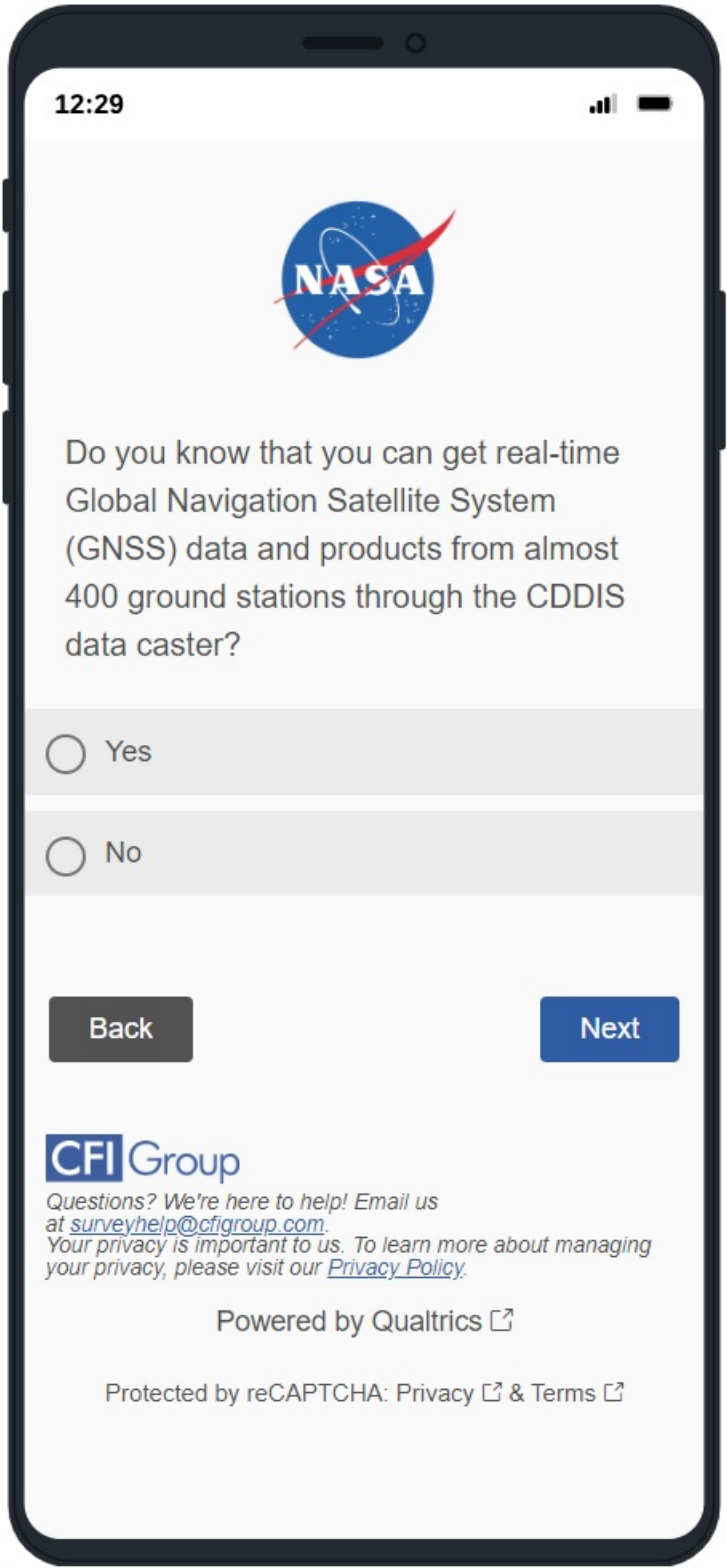 12:29
NASA
Do you know that you can get real-time
Global Navigation Satellite System
(GNSS) data and products from almost
400 ground stations through the CDDIS
data caster?
Yes
No
Back
Next
CFI Group
Questions? We're here to help! Email us
at surveyhelp@cfigroup.com.
Your privacy is important to us. To learn more about managing
your privacy, please visit our Privacy Policy.
Powered by Qualtrics
Protected by reCAPTCHA: Privacy & Terms